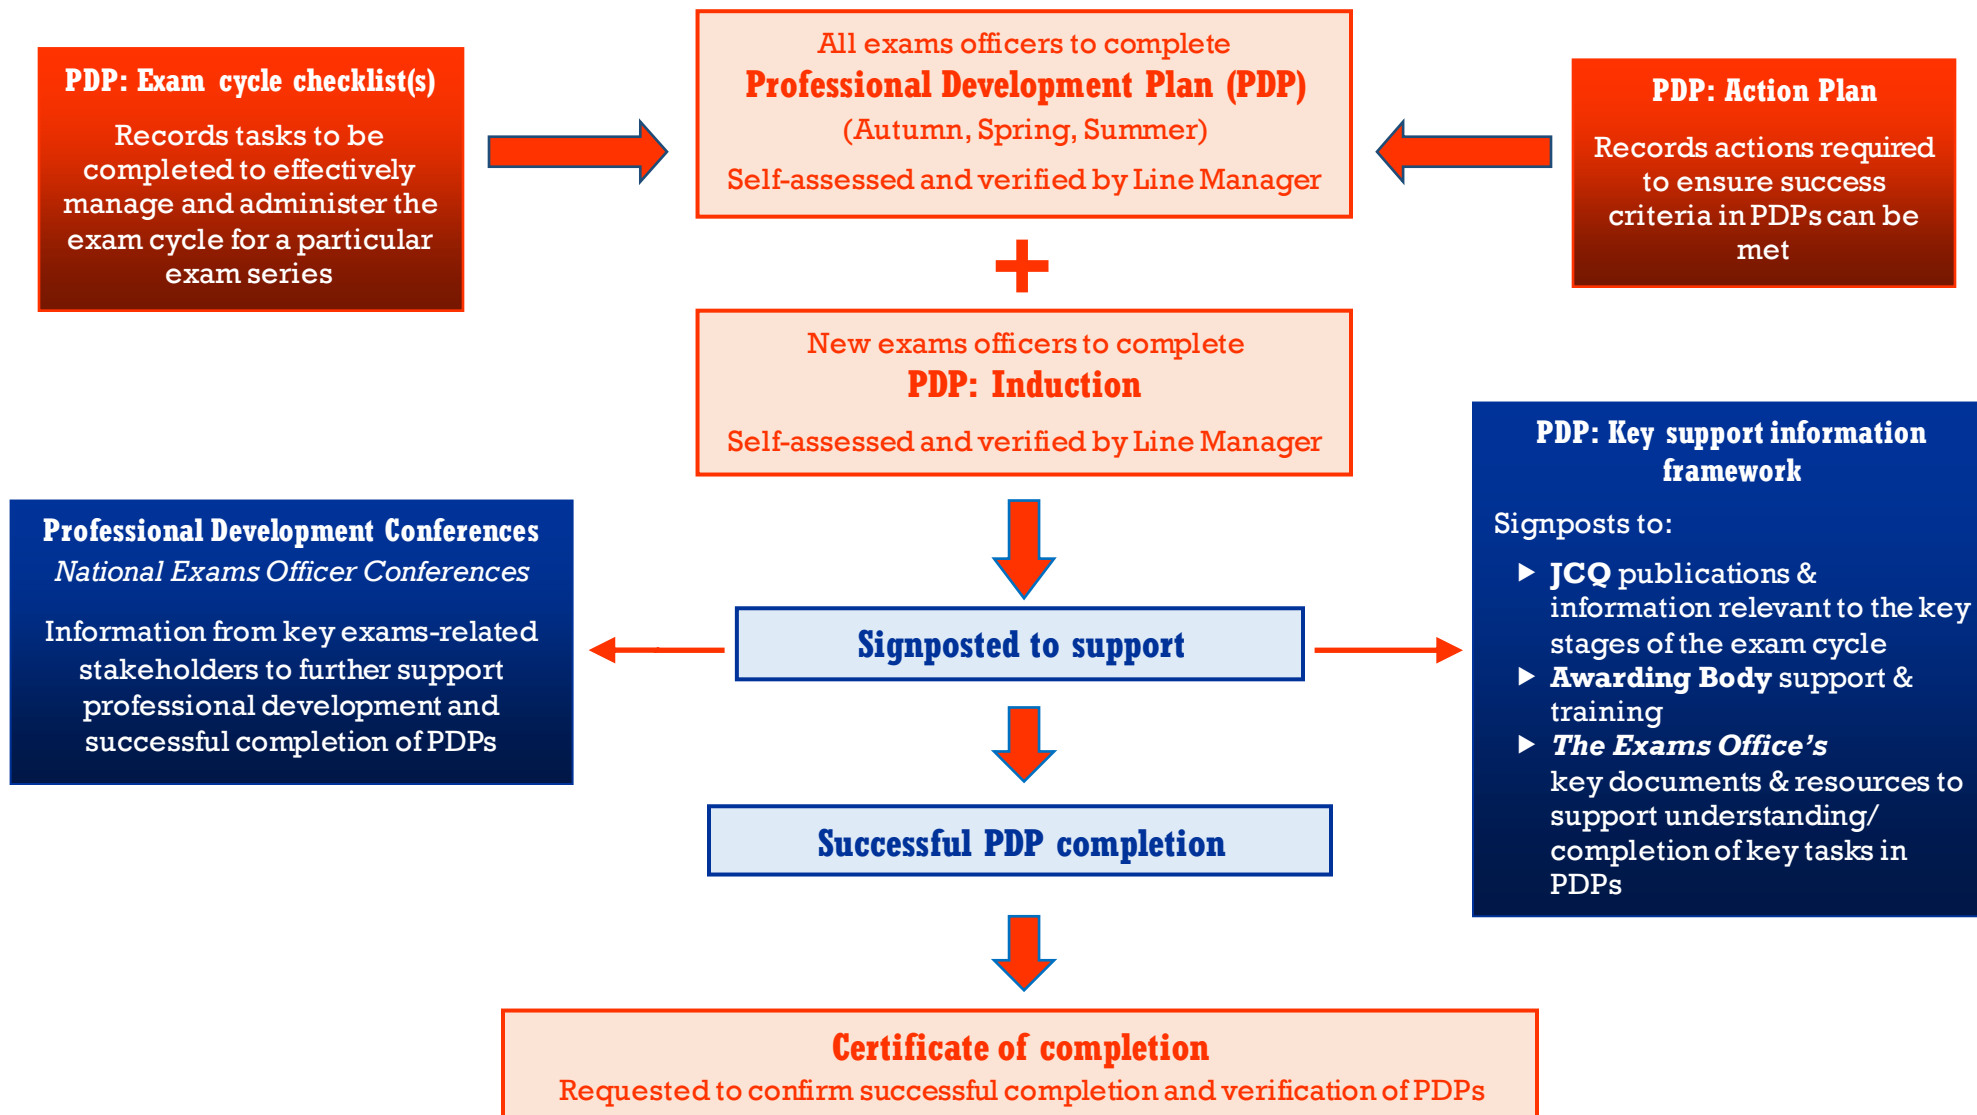 All exams officers to complete
Professional Development Plan (PDP)
(Autumn, Spring, Summer)
Self-assessed and verified by Line Manager
PDP: Exam cycle checklist(s)
Records tasks to be
completed to effectively
manage and administer the
exam cycle for a particular
exam series
PDP: Action Plan
Records actions required
to ensure success
criteria in PDPs can be
met
New exams officers to complete
PDP: Induction
Self-assessed and verified by Line Manager
Professional Development Conferences
National Exams Officer Conferences
Information from key exams-related
stakeholders to further support
professional development and
successful completion of PDPs
Signposted to support
PDP: Key support information
framework
Signposts to:
▶ JCQ publications &
information relevant to the key
stages of the exam cycle
▶ Awarding Body support &
training
▶ The Exams Office's
key documents & resources to
support understanding/
completion of key tasks in
PDPs
Successful PDP completion
Certificate of completion
Requested to confirm successful completion and verification of PDPs